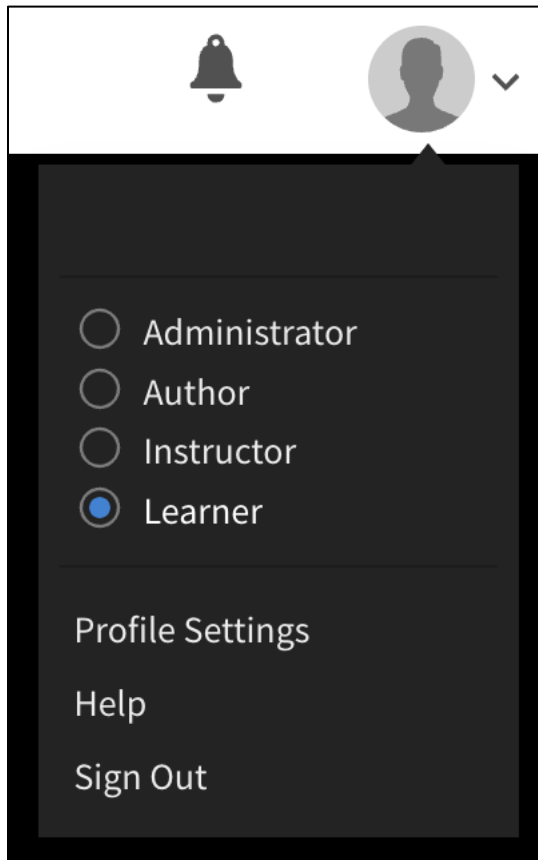 Administrator
Author
Instructor
Learner
Profile Settings
Help
Sign Out